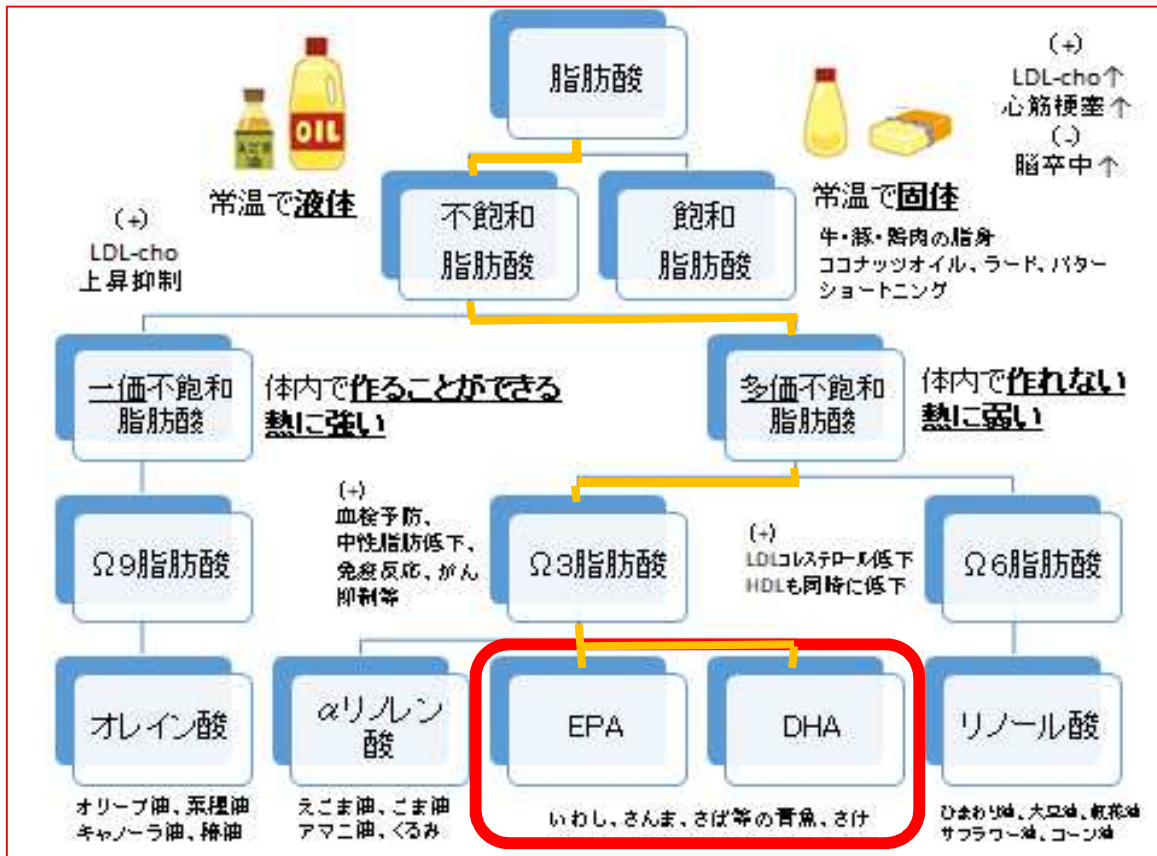 脂肪酸
(+)
LDL-cho↑
心筋梗塞↑
(-)
脳卒中↑
OIL
常温で液体
不飽和
脂肪酸
飽和
脂肪酸
常温で固体
牛・豚・鶏肉の脂身
ココナッツオイル、ラード、バター
ショートニング
(+)
LDL-cho
上昇抑制
一価不飽和
脂肪酸
体内で作ることができる
熱に強い
多価不飽和
脂肪酸
体内で作れない
熱に弱い
Ω9脂肪酸
(+)
血栓予防、
中性脂肪低下、
免疫反応、がん
抑制等
Ω3脂肪酸
(+)
LDLコレステロール低下
HDLも同時に低下
Ω6脂肪酸
オレイン酸
αリノレン
酸
EPA
DHA
リノール酸
オリーブ油、菜種油
キャノーラ油、椿油
えごま油、ごま油
アマニ油、くるみ
いわし、さんま、さば等の青魚、さけ
ひまわり油、大豆油、紅花油
サフラワー油、コーン油